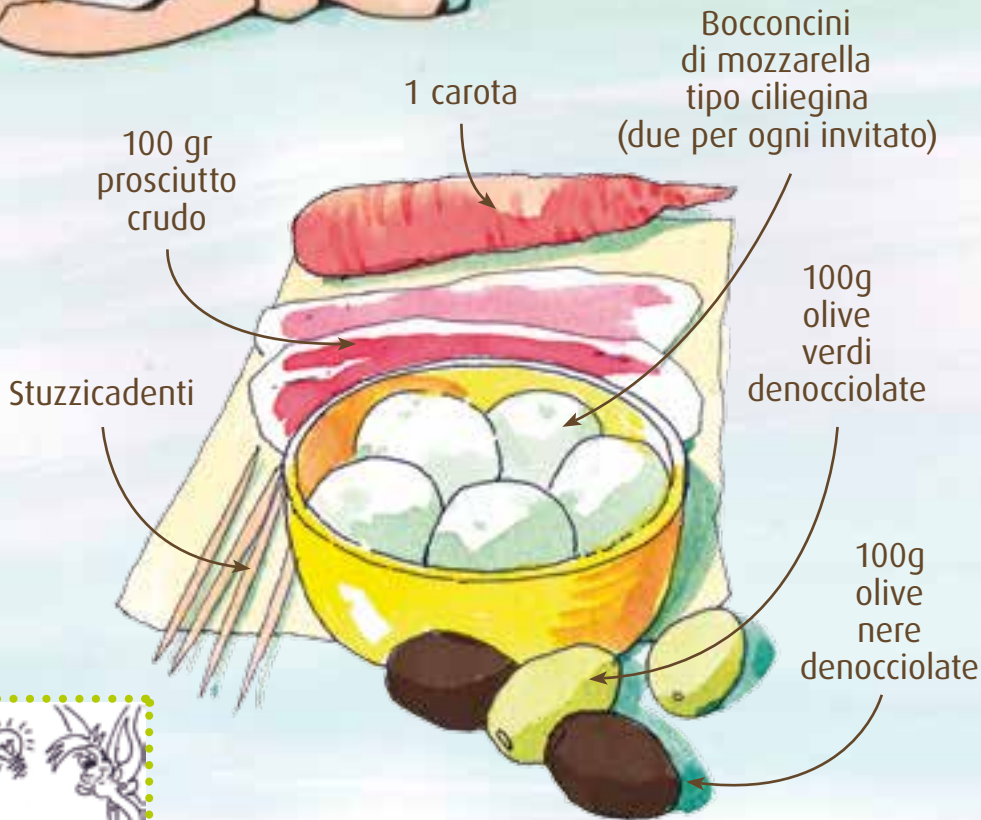 Bocconcini
di mozzarella
tipo ciliegina
(due per ogni invitato)
1 carota
100 gr
prosciutto
crudo
100g
olive
verdi
denocciolate
Stuzzicadenti
100g
olive
nere
denocciolate